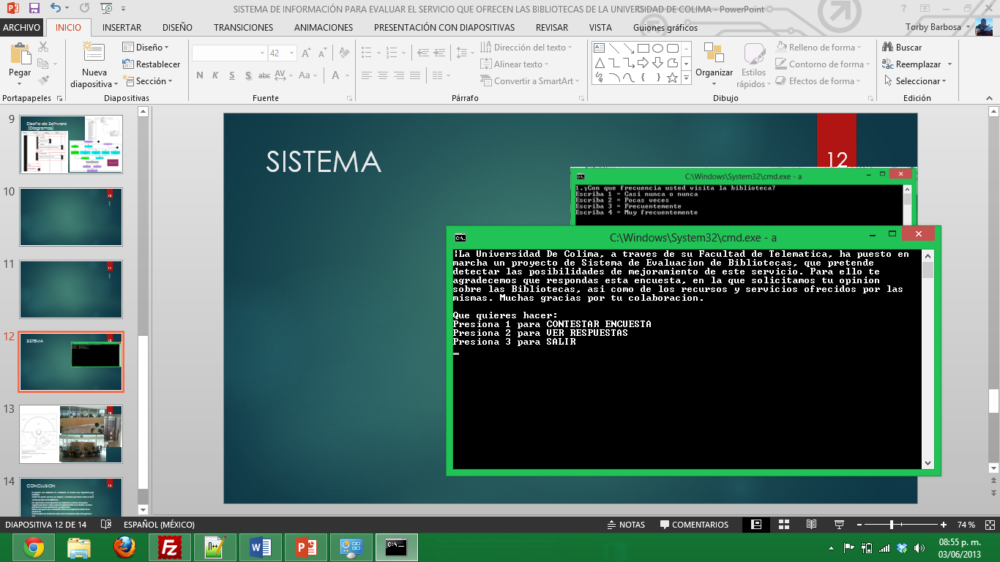 SISTEMA DE INFORMACIÓN PARA EVALUAR EL SERVICIO QUE OFRECEN LAS BIBLIOTECAS DE LA UNIVERSIDAD DE COLIMA - PowerPoint
ARCHIVO INICIO INSERTAR DISEÑO TRANSICIONES ANIMACIONES PRESENTACIÓN CON DIAPOSITIVAS REVISAR VISTA Guiones gráficos Torby Barbosa
Pegar
Nueva diapositiva
Diseño
Restablecer
Sección
42
N K S S abc AV Aa A
Dirección del texto
Alinear texto
Convertir a SmartArt
Organizar
Estilos rápidos
Relleno de forma
Contorno de forma
Efectos de forma
Buscar
Reemplazar
Seleccionar
Portapapeles Diapositivas Fuente Párrafo Dibujo Edición
9
Diseño de Software
(Diagramas)
10
11
12
SISTEMA
13
14
CONCLUSION
SISTEMA
12
C:\Windows\System32\cmd.exe - a
1.¿Con que frecuencia usted visita la biblioteca?
Escriba 1 = Casi nunca o nunca
Escriba 2 = Pocas veces
Escriba 3 = Frecuentemente
Escriba 4 = Muy frecuentemente
C:\Windows\System32\cmd.exe - a
¡La Universidad De Colima, a traves de su Facultad de Telematica, ha puesto en
marcha un proyecto de Sistema de Evaluacion de Bibliotecas, que pretende
detectar las posibilidades de mejoramiento de este servicio. Para ello te
agradecemos que respondas esta encuesta, en la que solicitamos tu opinion
sobre las Bibliotecas, asi como de los recursos y servicios ofrecidos por las
mismas. Muchas gracias por tu colaboracion.
Que quieres hacer:
Presiona 1 para CONTESTAR ENCUESTA
Presiona 2 para VER RESPUESTAS
Presiona 3 para SALIR
DIAPOSITIVA 12 DE 14 ESPAÑOL (MÉXICO) NOTAS COMENTARIOS 74 %
08:55 p. m.
03/06/2013